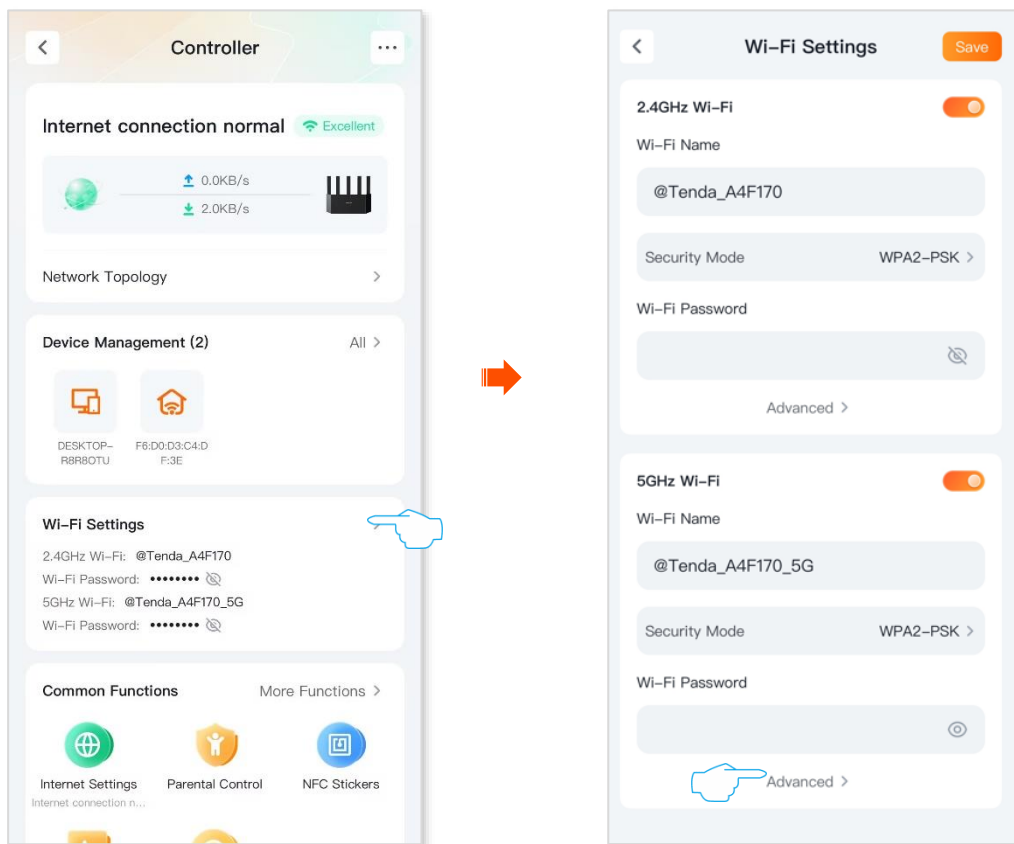 Controller
Internet connection normal Excellent
0.0KB/s
2.0KB/s
Network Topology
Device Management (2) All
DESKTOP-
R8R8OTU
F6:D0:D3:C4:D
F:3E
Wi-Fi Settings
2.4GHz Wi-Fi: @Tenda_A4F170
Wi-Fi Password: ••••••••
5GHz Wi-Fi: @Tenda_A4F170_5G
Wi-Fi Password: ••••••••
Common Functions More Functions
Internet Settings
Internet connection n...
Parental Control
NFC Stickers
Wi-Fi Settings Save
2.4GHz Wi-Fi
Wi-Fi Name
@Tenda_A4F170
Security Mode WPA2-PSK
Wi-Fi Password
Advanced
5GHz Wi-Fi
Wi-Fi Name
@Tenda_A4F170_5G
Security Mode WPA2-PSK
Wi-Fi Password
Advanced